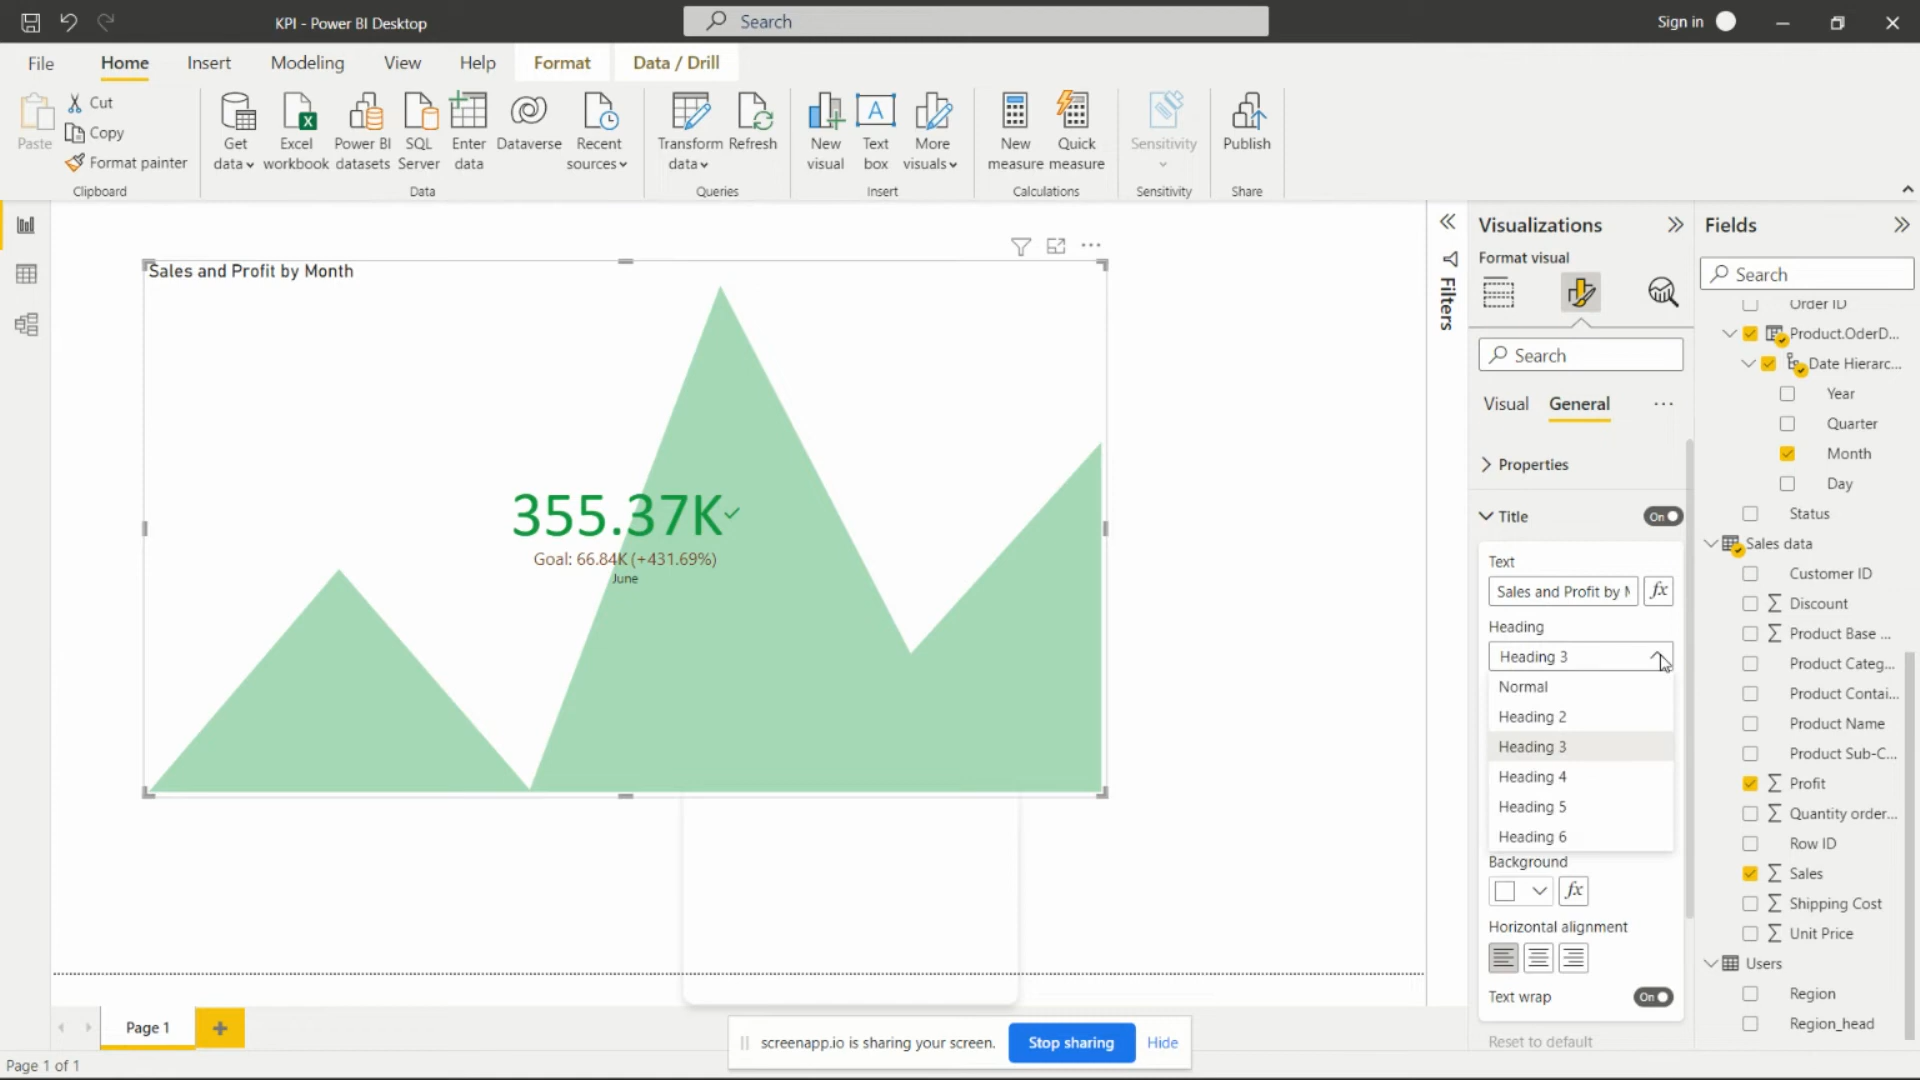 KPI - Power BI Desktop
Search
Sign in
File
Home
Insert
Modeling
View
Help
Format
Data / Drill
Paste
Cut
Copy
Format painter
Clipboard
Get
data
Excel
workbook
Power BI
datasets
SQL
Server
Enter
data
Dataverse
Recent
sources
Data
Transform
data
Refresh
Queries
New
visual
Text
box
More
visuals
Insert
New
measure
Quick
measure
Calculations
Sensitivity
Sensitivity
Publish
Share
Sales and Profit by Month
355.37K
Goal: 66.84K (+431.69%)
June
Filters
Visualizations
Format visual
Search
Visual
General
Properties
Title
On
Text
Sales and Profit by M
Heading
Heading 3
Normal
Heading 2
Heading 3
Heading 4
Heading 5
Heading 6
Background
Horizontal alignment
Text wrap
On
Reset to default
Fields
Search
Order ID
Product.OderD...
Date Hierarc...
Year
Quarter
Month
Day
Status
Sales data
Customer ID
Discount
Product Base ...
Product Categ...
Product Contai...
Product Name
Product Sub-C...
Profit
Quantity order...
Row ID
Sales
Shipping Cost
Unit Price
Users
Region
Region_head
Page 1
screenapp.io is sharing your screen.
Stop sharing
Hide
Page 1 of 1